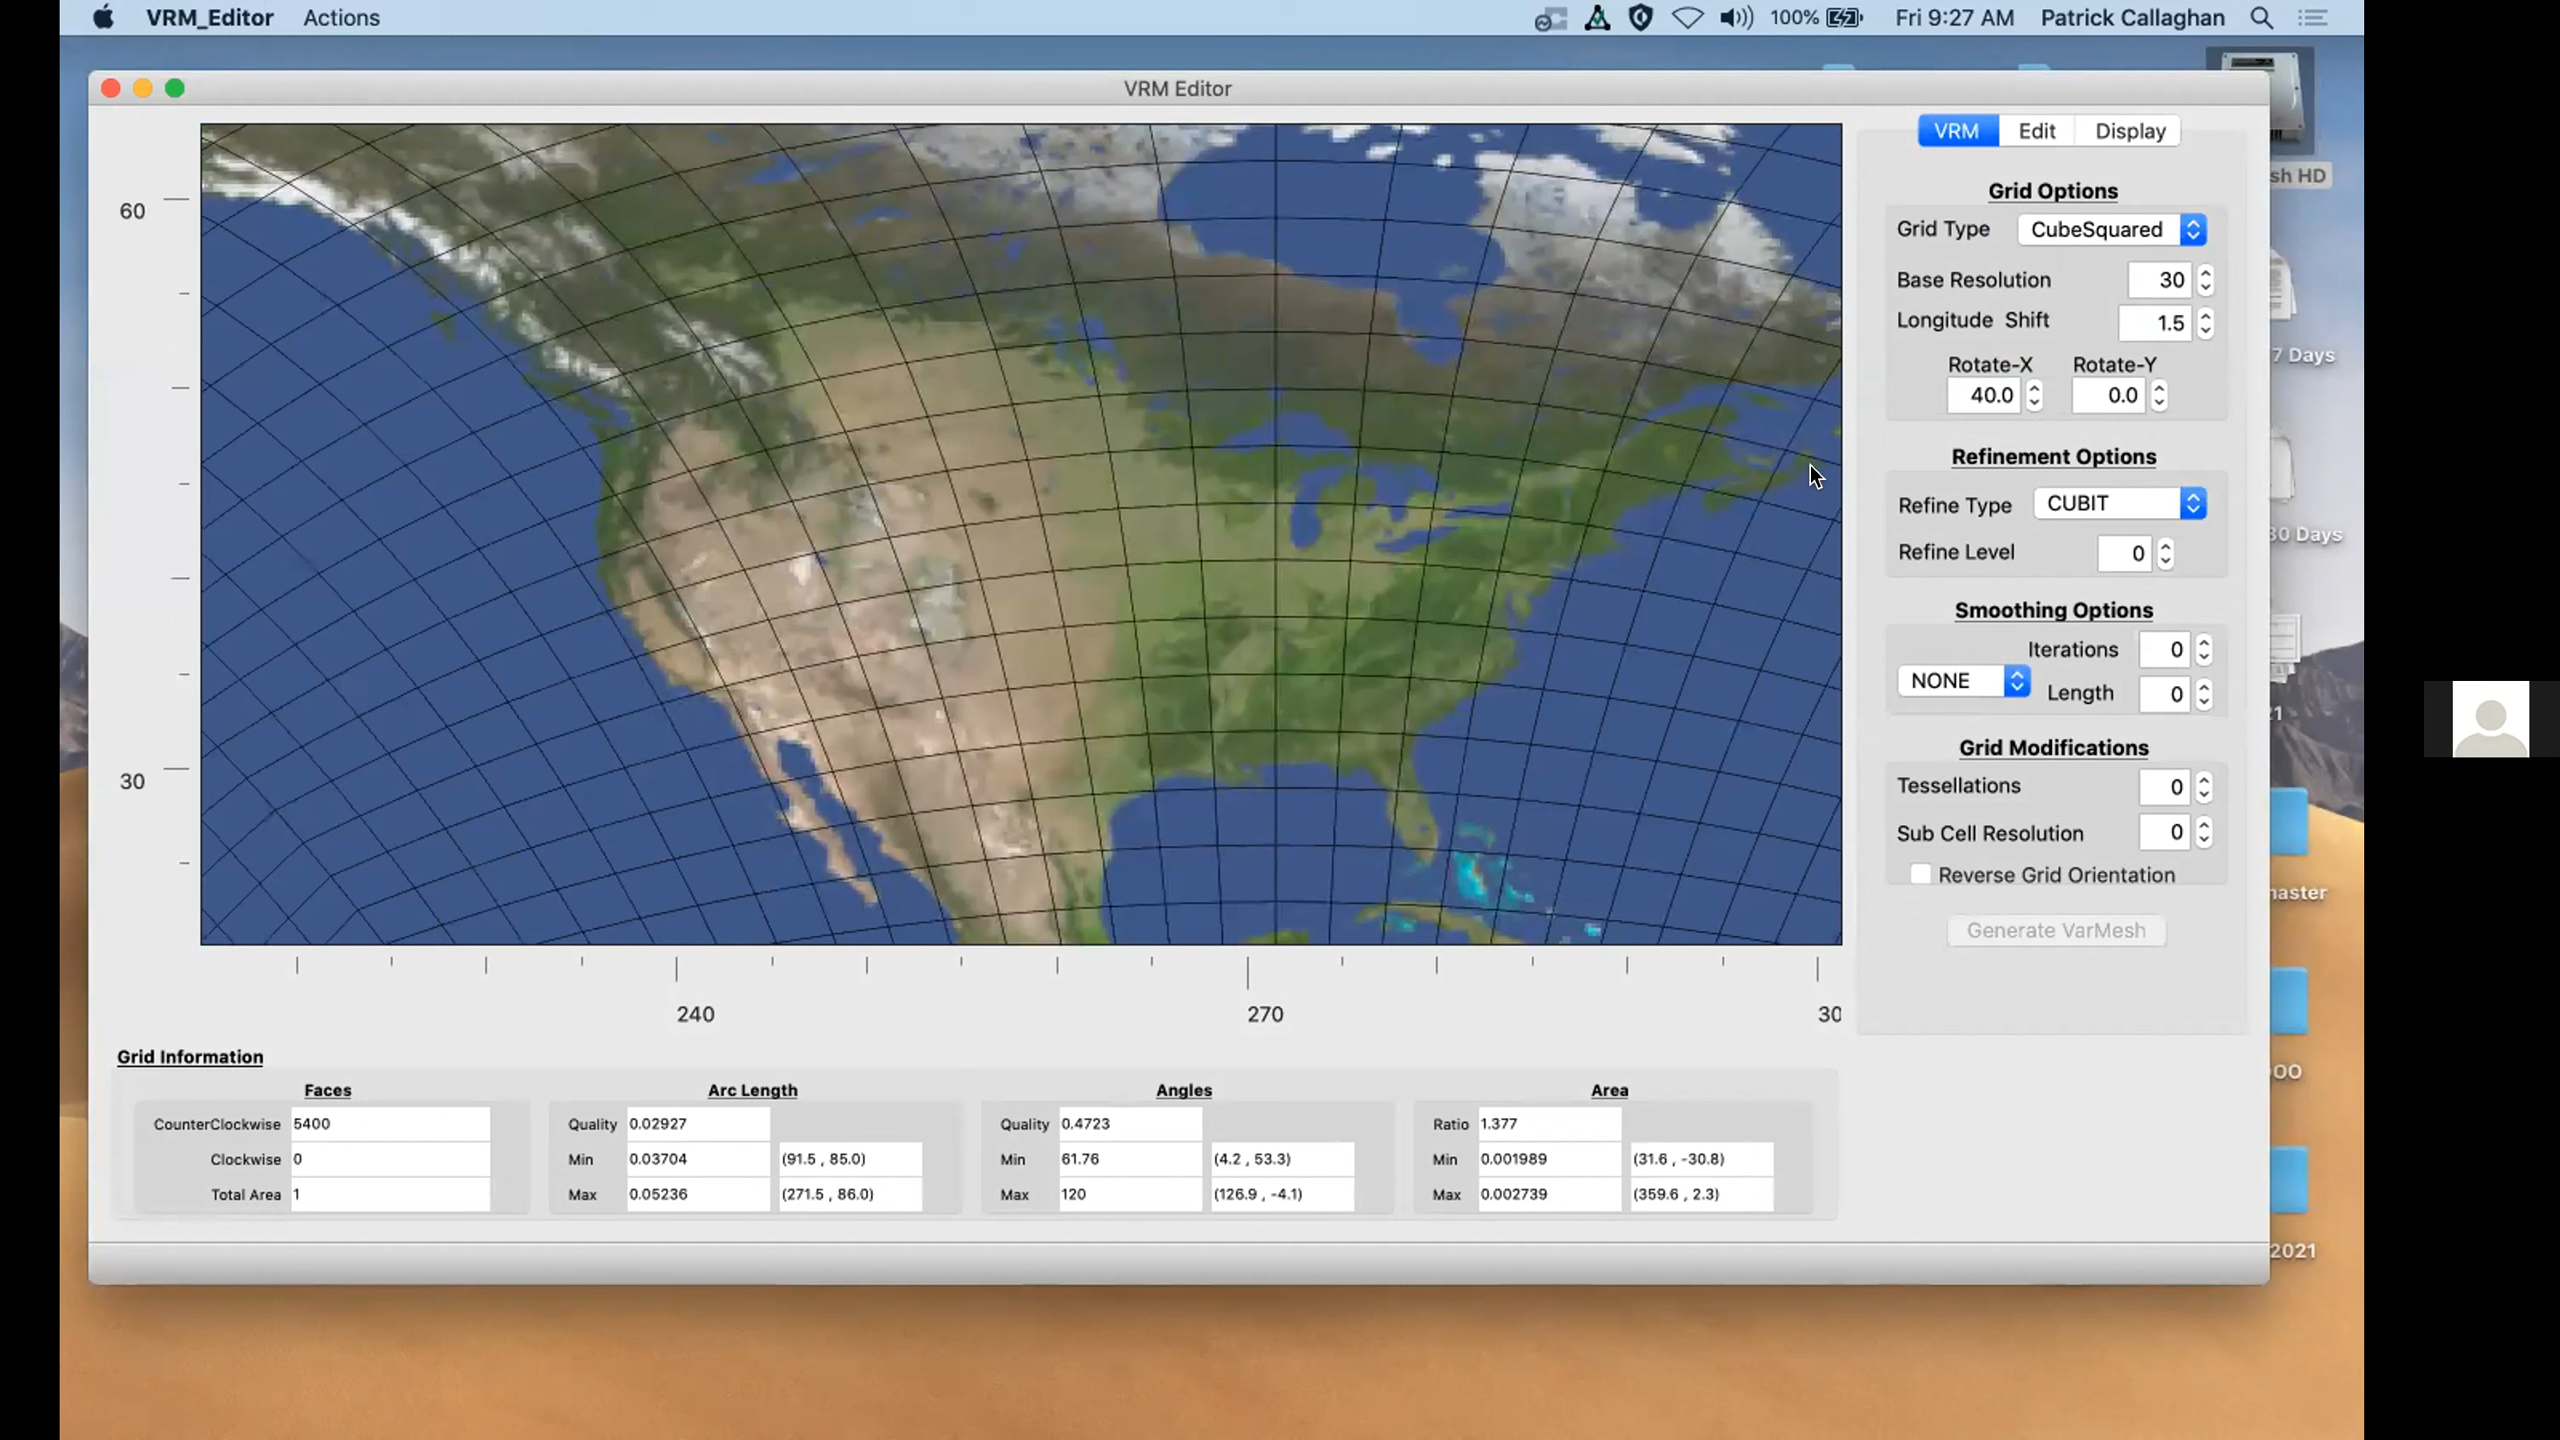 VRM_Editor Actions 100% Fri 9:27 AM Patrick Callaghan
VRM Editor
VRM Edit Display
sh HD
Grid Options
60
Grid Type CubeSquared
Base Resolution 30
Longitude Shift 1.5
7 Days
Rotate-X Rotate-Y
40.0 0.0
Refinement Options
Refine Type CUBIT
30 Days
Refine Level 0
Smoothing Options
Iterations 0
NONE Length 0
Grid Modifications
30
Tessellations 0
Sub Cell Resolution 0
Reverse Grid Orientation
Generate VarMesh
240 270 30
Grid Information
Faces Arc Length Angles Area
CounterClockwise 5400 Quality 0.02927 Quality 0.4723 Ratio 1.377
Clockwise 0 Min 0.03704 (91.5 , 85.0) Min 61.76 (4.2 , 53.3) Min 0.001989 (31.6 , -30.8)
Total Area 1 Max 0.05236 (271.5 , 86.0) Max 120 (126.9 , -4.1) Max 0.002739 (359.6 , 2.3)
2021